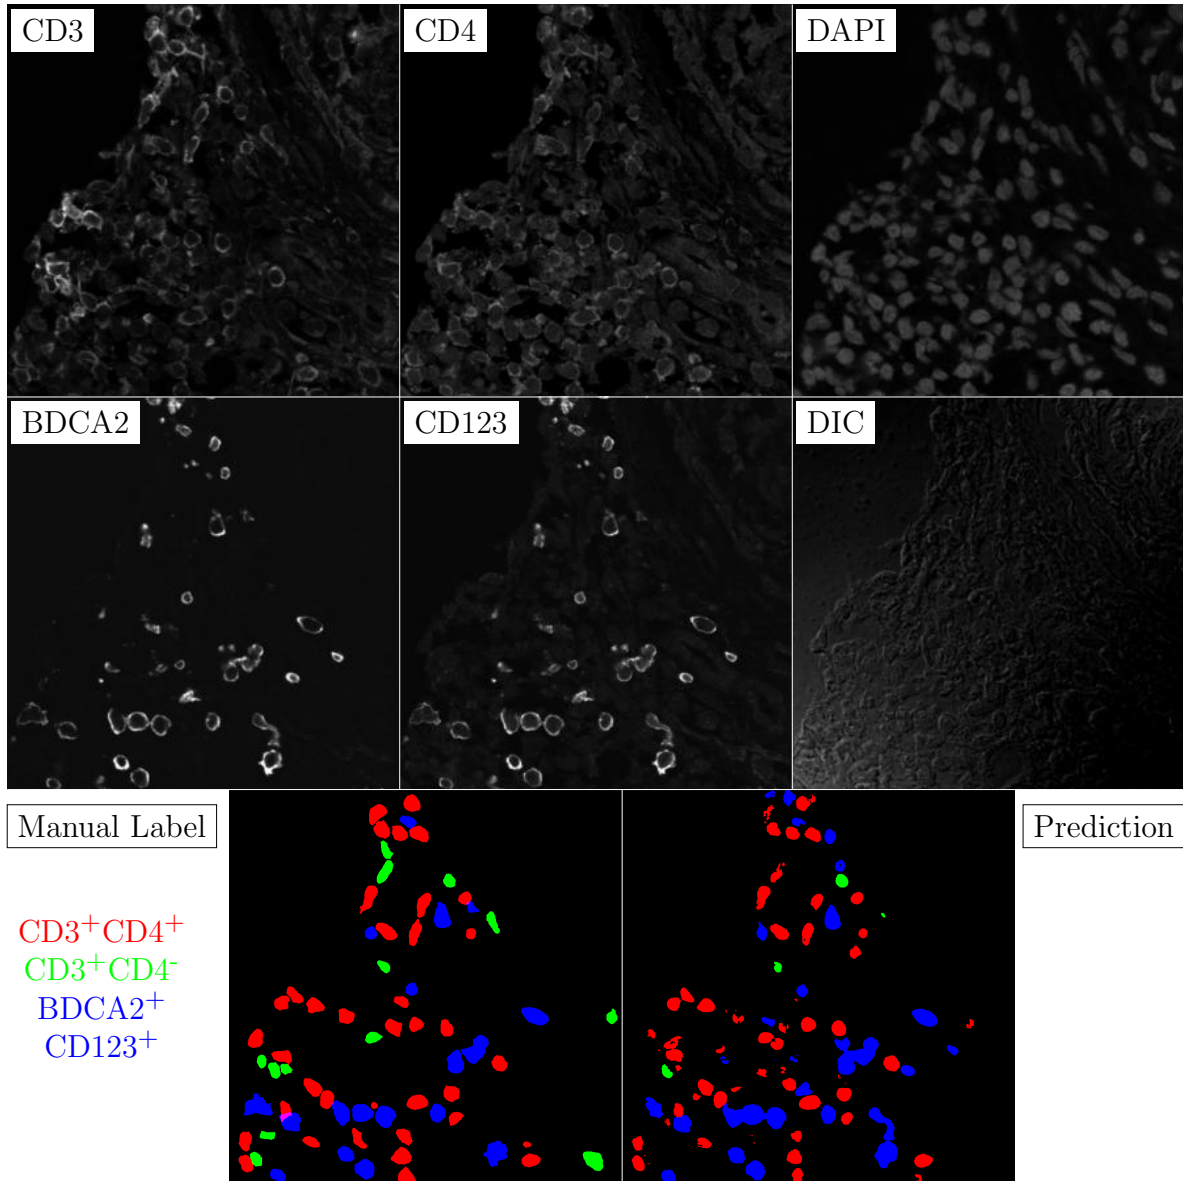 CD3
CD4
DAPI
BDCA2
CD123
DIC
Manual Label
Prediction
CD3⁺CD4⁺
CD3⁺CD4⁻
BDCA2⁺
CD123⁺